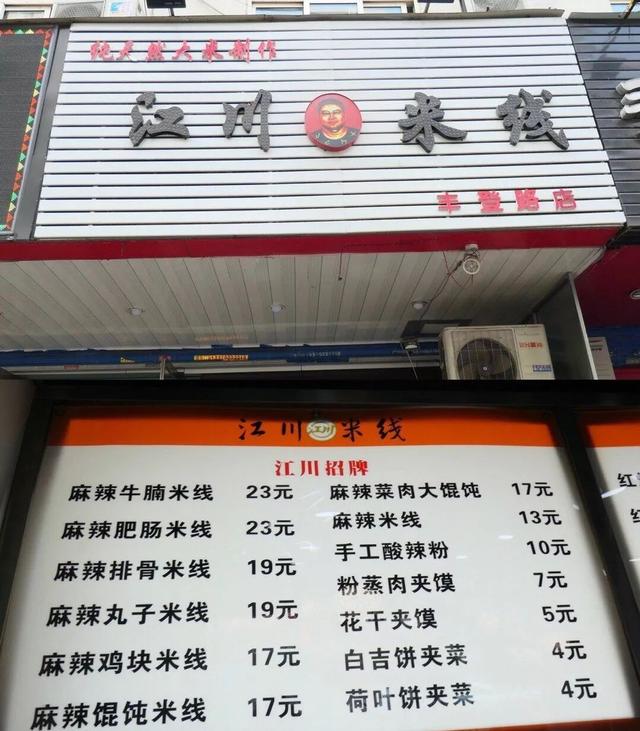 纯天然大米制作
江川米线
丰登路店
江川 江川 米线
江川招牌
麻辣牛腩米线 23元
麻辣肥肠米线 23元
麻辣排骨米线 19元
麻辣丸子米线 19元
麻辣鸡块米线 17元
麻辣馄饨米线 17元
麻辣菜肉大馄饨 17元
麻辣米线 13元
手工酸辣粉 10元
粉蒸肉夹馍 7元
花干夹馍 5元
白吉饼夹菜 4元
荷叶饼夹菜 4元
红
红